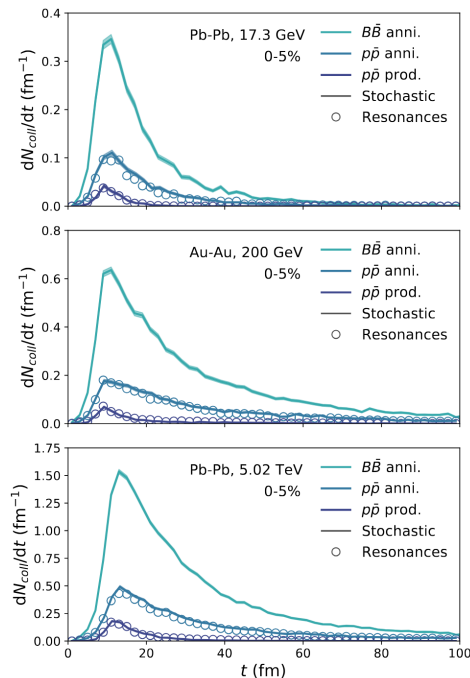 0.4
0.3
0.2
0.1
0.0
dN_coll/dt (fm⁻¹)
Pb-Pb, 17.3 GeV
0-5%
BB̄ anni.
pp̄ anni.
pp̄ prod.
Stochastic
Resonances
0.8
0.6
0.4
0.2
0.0
dN_coll/dt (fm⁻¹)
Au-Au, 200 GeV
0-5%
BB̄ anni.
pp̄ anni.
pp̄ prod.
Stochastic
Resonances
1.75
1.50
1.25
1.00
0.75
0.50
0.25
0.00
dN_coll/dt (fm⁻¹)
Pb-Pb, 5.02 TeV
0-5%
BB̄ anni.
pp̄ anni.
pp̄ prod.
Stochastic
Resonances
0 20 40 60 80 100
t (fm)